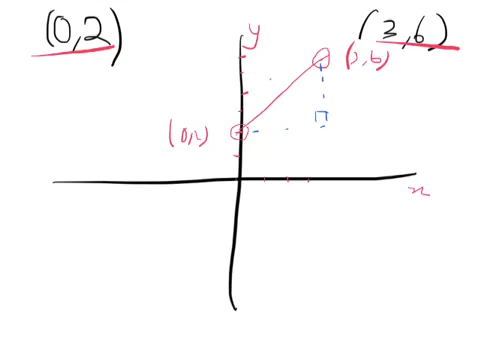 (0,2)
(3,6)
y
(3,6)
(0,2)
x